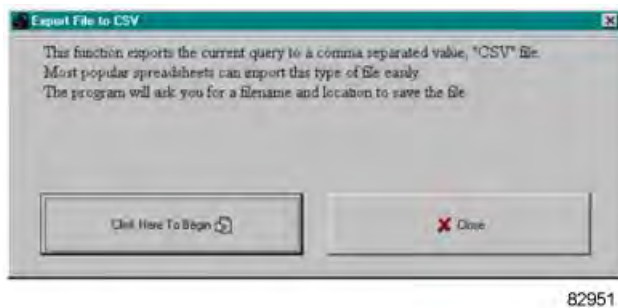 Export File to CSV
This function exports the current query to a comma separated value, "CSV" file.
Most popular spreadsheets can import this type of file easily.
The program will ask you for a filename and location to save the file
Click Here To Begin
Close
82951